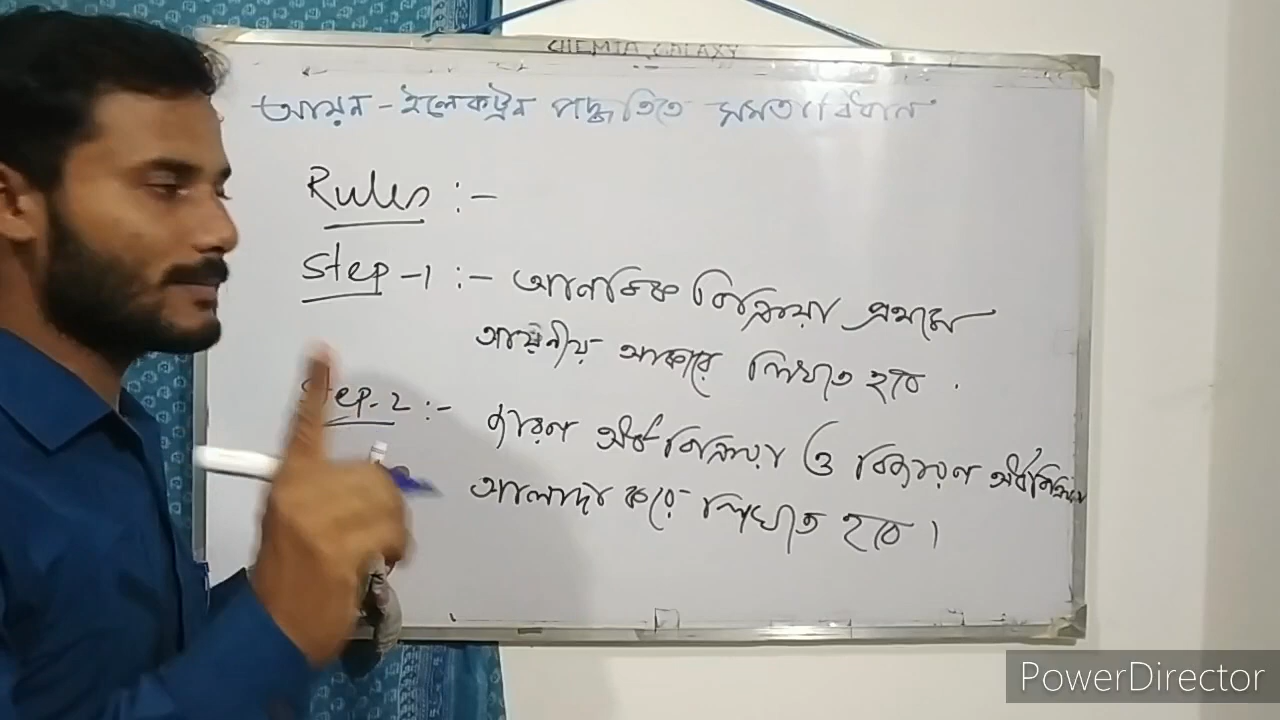 CHEMIA GALAXY
আয়ন - ইলেকট্রন পদ্ধতিতে সমতাবিধান
Rules :-
Step -1 :- আনবিক বিক্রিয়া প্রথমে
আয়নীয় আকারে লিখতে হবে .
Step-2 :- জারণ অর্ধবিক্রিয়া ও বিজারণ অর্ধবিক্রিয়া
আলাদা করে লিখতে হবে ।
PowerDirector